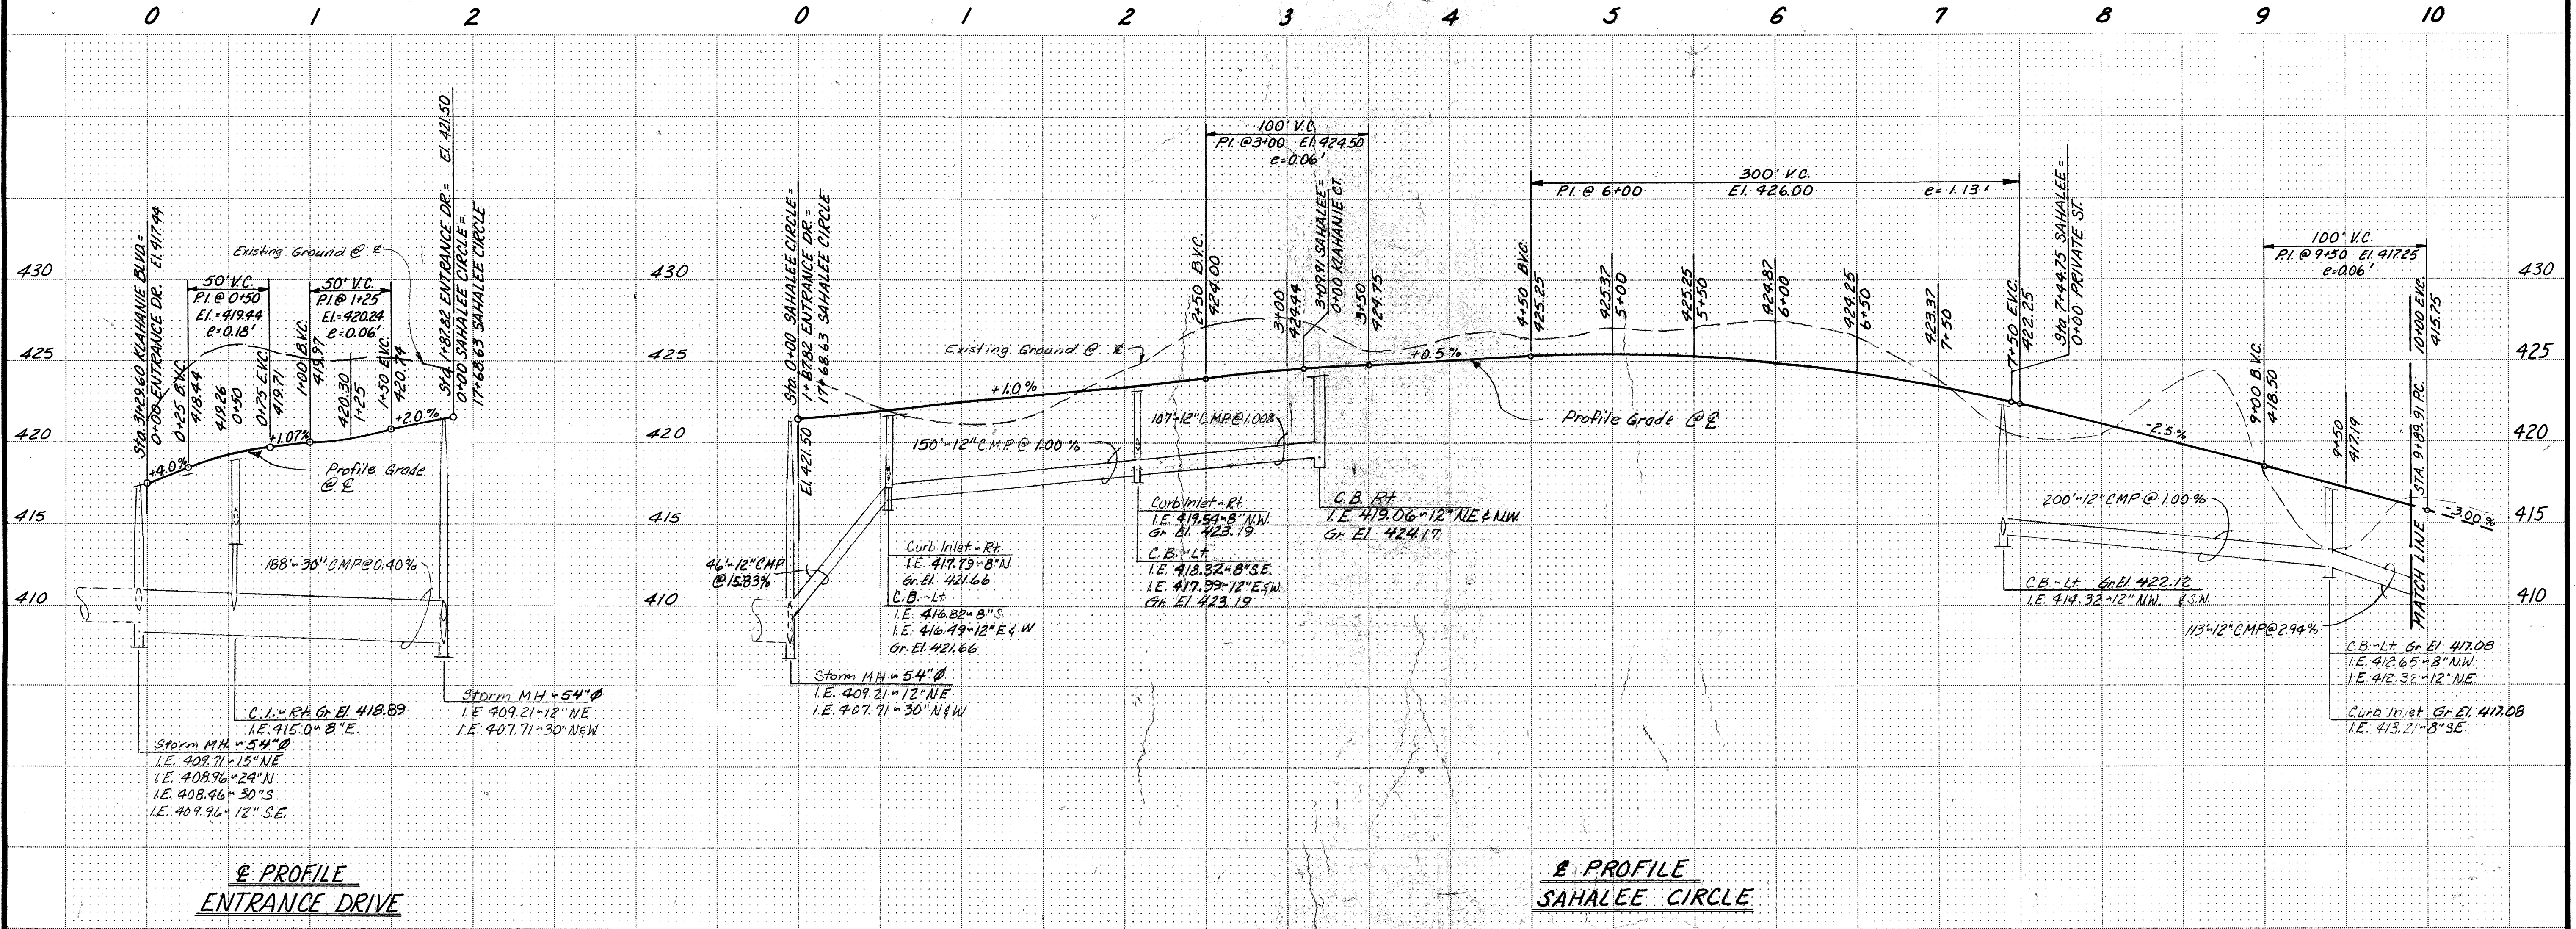 0 1 2 0 1 2 3 4 5 6 7 8 9 10
430
425
420
415
410
Sta. 31+29.60 KLAHANIE BLVD. =
0+00 ENTRANCE DR. El. 417.44
Existing Ground @ ℄
50' V.C.
P.I. @ 0+50
El. = 419.44
e = 0.18'
50' V.C.
P.I. @ 1+25
El. = 420.24
e = 0.06'
0+25 BVC.
418.44
419.26
0+50
0+75 EVC.
419.71
1+00 B.V.C.
419.97
420.30
1+25
1+50 BVC.
420.74
Sta 1+87.82 ENTRANCE DR. = El. 421.50
0+00 SAHALEE CIRCLE =
17+68.63 SAHALEE CIRCLE
+4.0%
+1.07%
+2.0%
Profile Grade
@ ℄
188'~30" CMP @ 0.40%
C.I.~Rt. Gr El. 418.89
I.E. 415.0~8" E.
Storm MH ~ 54"Ø
I.E. 409.71~15" NE
I.E. 408.96~24" N
I.E. 408.46~30" S
I.E. 409.96~12" S.E.
Storm MH ~ 54"Ø
I.E. 409.21~12" NE
I.E. 407.71~30" N&W
℄ PROFILE
ENTRANCE DRIVE
430
425
420
415
410
Sta 0+00 SAHALEE CIRCLE =
1+87.82 ENTRANCE DR. =
17+68.63 SAHALEE CIRCLE
El. 421.50
Existing Ground @ ℄
+1.0%
100' V.C.
P.I. @ 3+00 El. 424.50
e = 0.06'
2+50 B.V.C.
424.00
3+00
424.44
3+09.91 SAHALEE =
0+00 KLAHANIE CT.
3+50
424.75
+0.5%
Profile Grade @ ℄
300' V.C.
P.I. @ 6+00 El. 426.00 e = 1.13'
4+50 BVC.
425.25
425.37
5+00
425.25
5+50
424.87
6+00
424.25
6+50
423.37
7+50
7+50 EVC.
422.25
Sta 7+44.75 SAHALEE =
0+00 PRIVATE ST.
-2.5%
100' V.C.
P.I. @ 9+50 El. 417.25
e = 0.06'
9+00 B.V.C.
418.50
9+50
417.19
10+00 EVC.
415.75
MATCH LINE STA. 9+89.91 P.C.
-3.00%
46'~12" CMP
@ 15.83%
150'~12" C.M.P. @ 1.00%
107'~12" CMP @ 1.00%
Curb Inlet ~ Rt
I.E. 417.79~8" N
Gr. El. 421.66
C.B.~Lt
I.E. 416.82~8" S.
I.E. 416.49~12" E & W
Gr. El. 421.66
Storm MH ~ 54"Ø
I.E. 409.21~12" NE
I.E. 407.71~30" N&W
Curb Inlet ~ Rt
I.E. 419.54~8" N.W.
Gr El. 423.19
C.B.~Lt
I.E. 418.32~8" S.E.
I.E. 417.99~12" E&W
Gr. El 423.19
C.B. Rt
I.E. 419.06~12" NE & NW
Gr. El 424.17
200'~12" CMP @ 1.00%
C.B.~Lt Gr El. 422.12
I.E. 414.32~12" NW. & S.W.
113'~12" CMP @ 2.94%
C.B.~Lt Gr El 417.08
I.E. 412.65~8" N.W.
I.E. 412.32~12" NE
Curb Inlet Gr El. 417.08
I.E. 413.21~8" SE
430
425
420
415
410
℄ PROFILE
SAHALEE CIRCLE